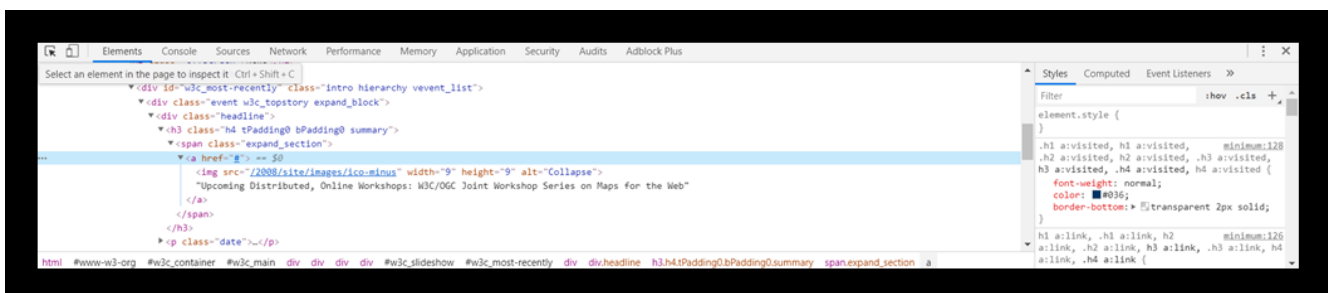 Elements Console Sources Network Performance Memory Application Security Audits Adblock Plus
Select an element in the page to inspect it Ctrl + Shift + C
▼<div id="w3c_most-recently" class="intro hierarchy vevent_list">
▼<div class="event w3c_topstory expand_block">
▼<div class="headline">
▼<h3 class="h4 tPadding0 bPadding0 summary">
▼<span class="expand_section">
… ▼<a href="#"> == $0
<img src="/2008/site/images/ico-minus" width="9" height="9" alt="Collapse">
"Upcoming Distributed, Online Workshops: W3C/OGC Joint Workshop Series on Maps for the Web"
</a>
</span>
</h3>
▶<p class="date">…</p>
html #www-w3-org #w3c_container #w3c_main div div div div #w3c_slideshow #w3c_most-recently div div.headline h3.h4.tPadding0.bPadding0.summary span.expand_section a
Styles Computed Event Listeners »
Filter :hov .cls +
element.style {
}
.h1 a:visited, h1 a:visited, minimum:128
.h2 a:visited, h2 a:visited, .h3 a:visited,
h3 a:visited, .h4 a:visited, h4 a:visited {
font-weight: normal;
color: #036;
border-bottom:▶ transparent 2px solid;
}
h1 a:link, .h1 a:link, h2 minimum:126
a:link, .h2 a:link, h3 a:link, .h3 a:link, h4
a:link, .h4 a:link {